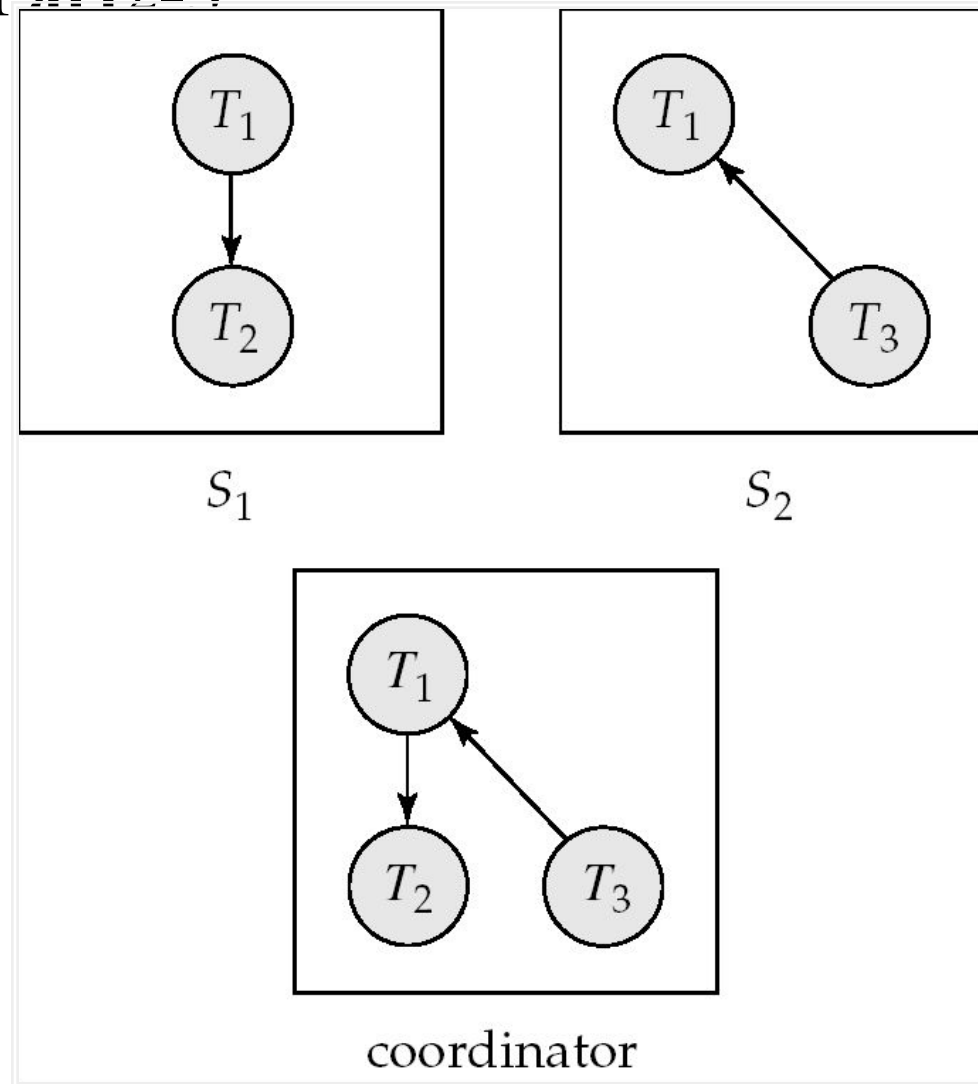 T₁ T₁
T₂ T₃
S₁ S₂
T₁
T₂ T₃
coordinator